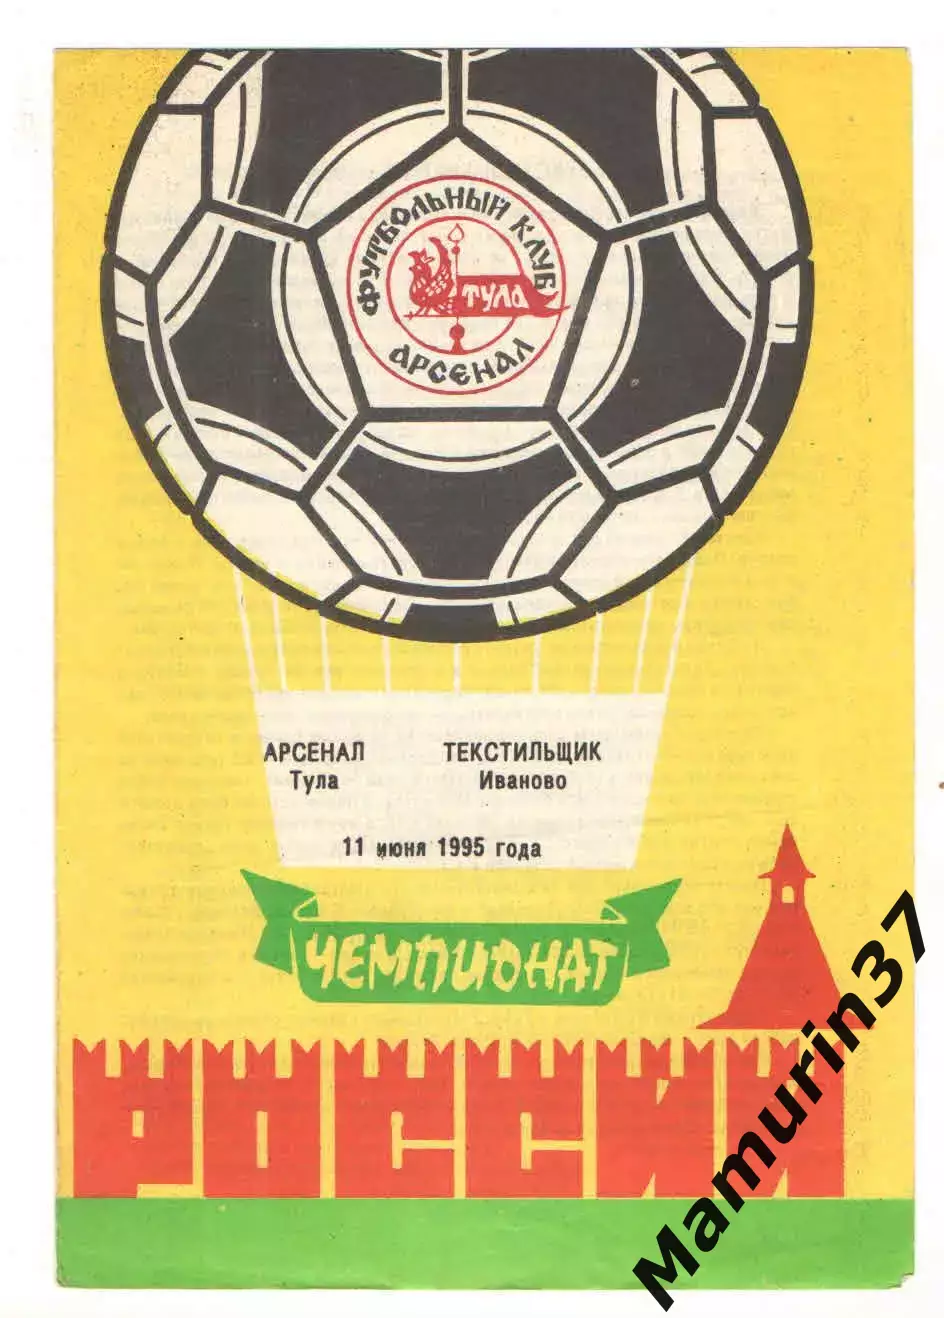 ФУТБОЛЬНЫЙ КЛУБ
ТУЛА
АРСЕНАЛ
АРСЕНАЛ ТЕКСТИЛЬЩИК
Тула Иваново
11 июня 1995 года
ЧЕМПИОНАТ
РОССИИ
Mamurin37